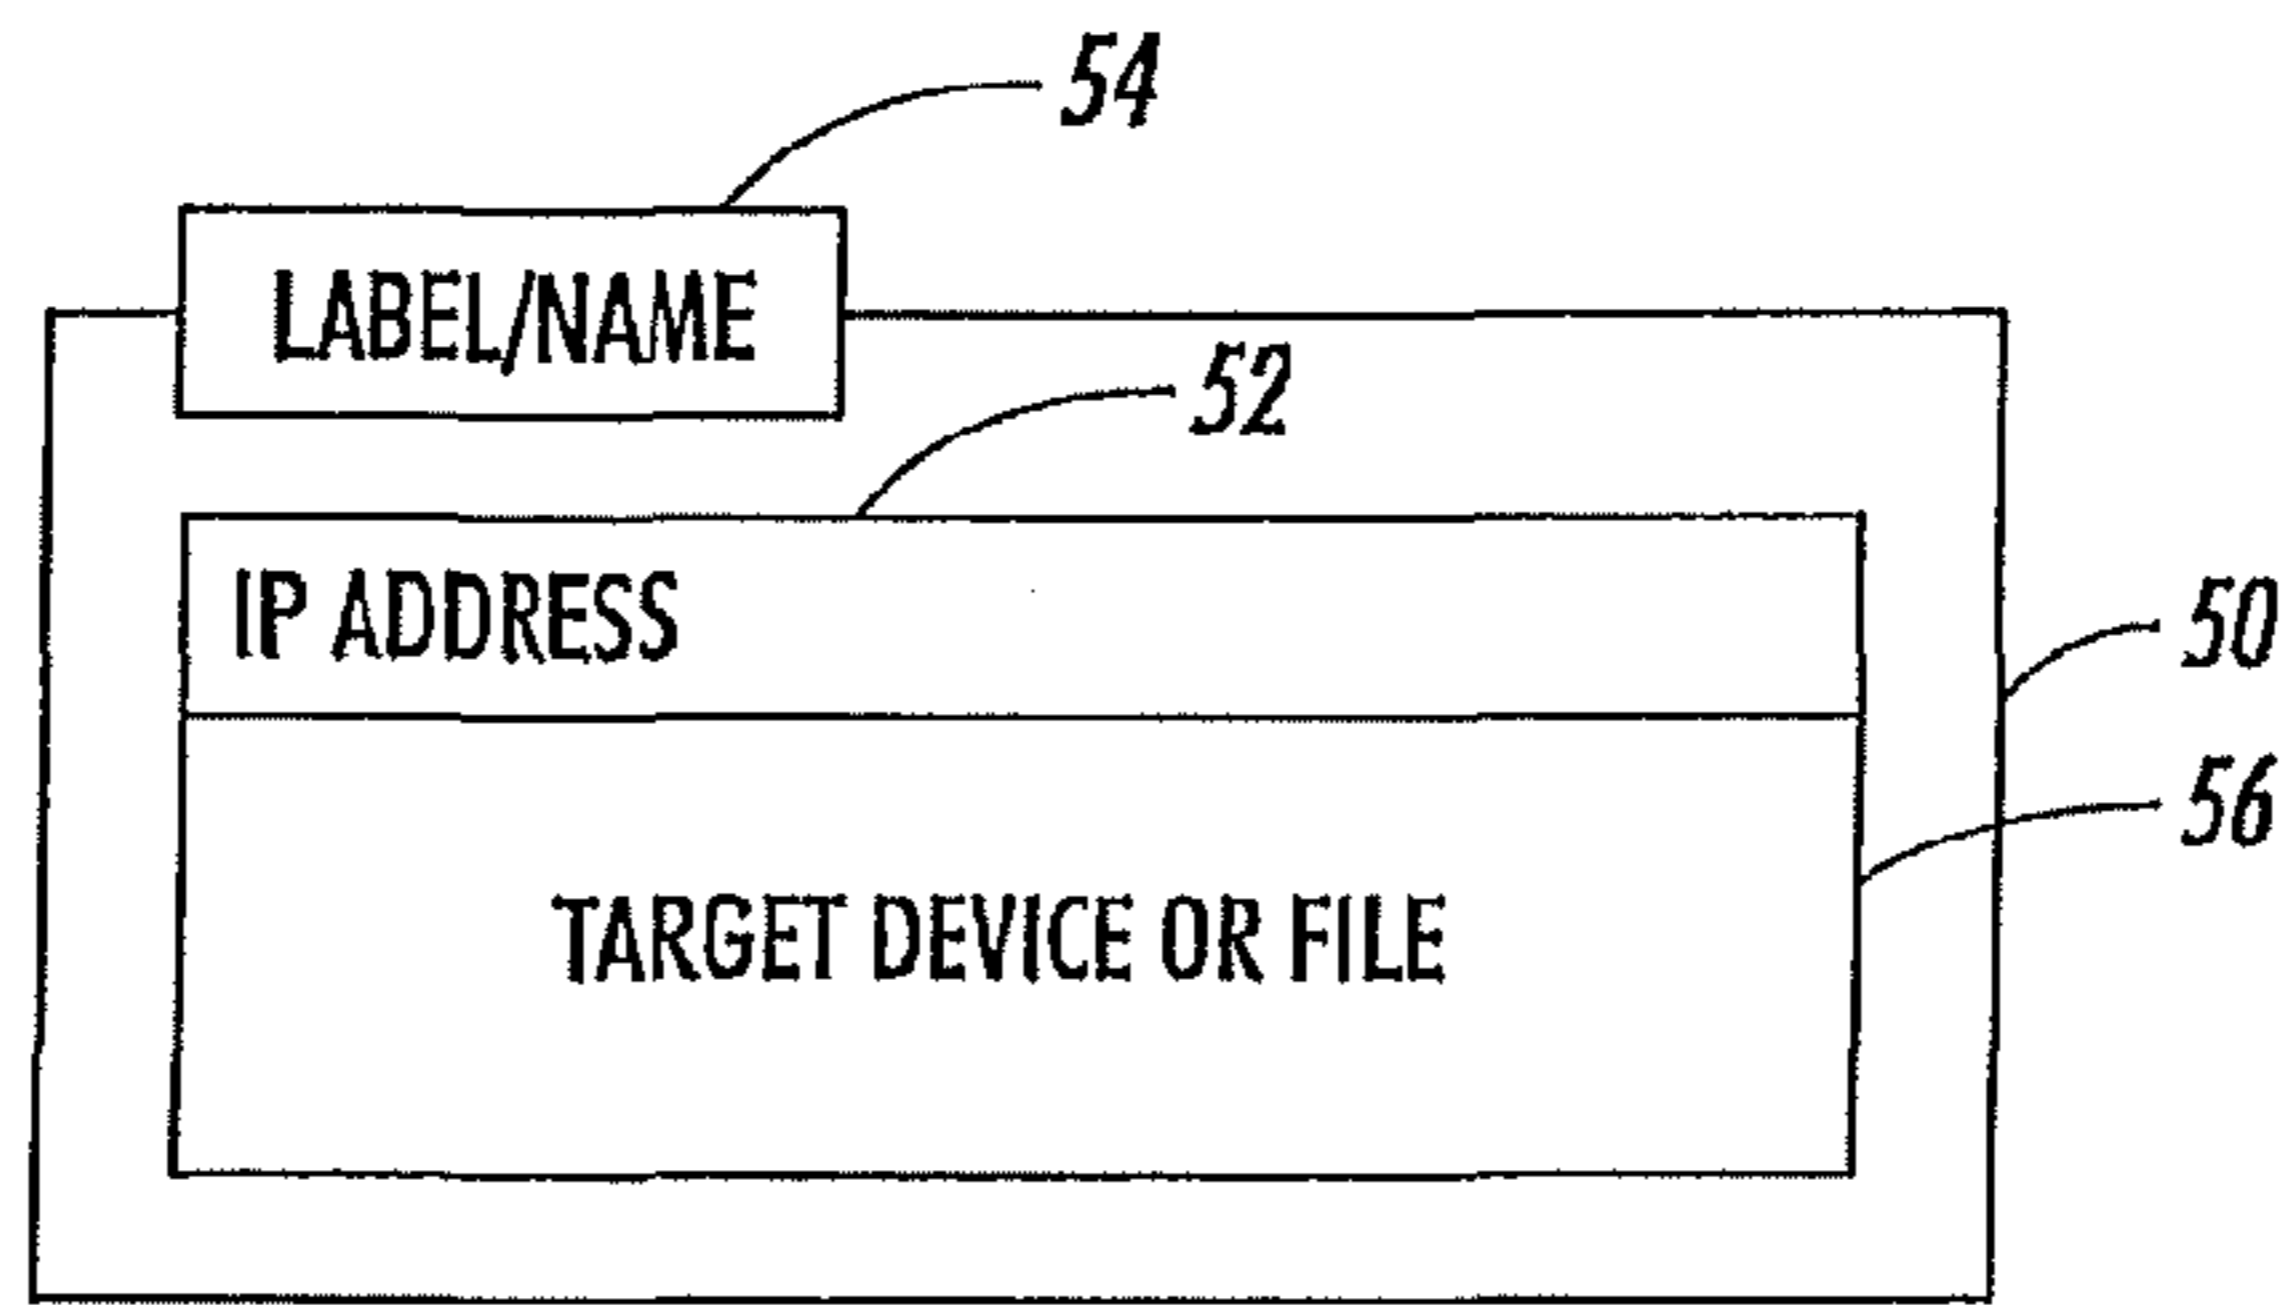 54
LABEL/NAME
52
IP ADDRESS
50
56
TARGET DEVICE OR FILE